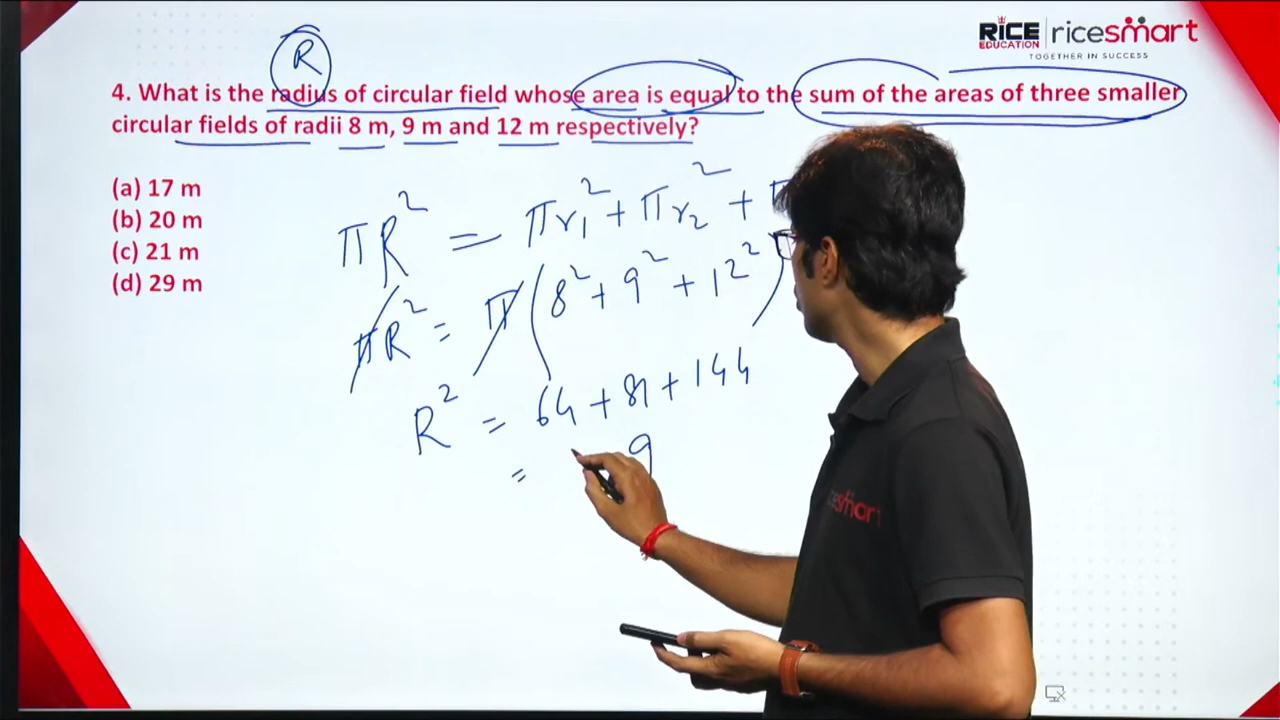 R
RICE
EDUCATION
ricesmart
TOGETHER IN SUCCESS
4. What is the radius of circular field whose area is equal to the sum of the areas of three smaller
circular fields of radii 8 m, 9 m and 12 m respectively?
(a) 17 m
(b) 20 m
(c) 21 m
(d) 29 m
πR² = πr₁² + πr₂² + π
πR² = π(8² + 9² + 12²)
R² = 64 + 81 + 144
= 9
ricesmart